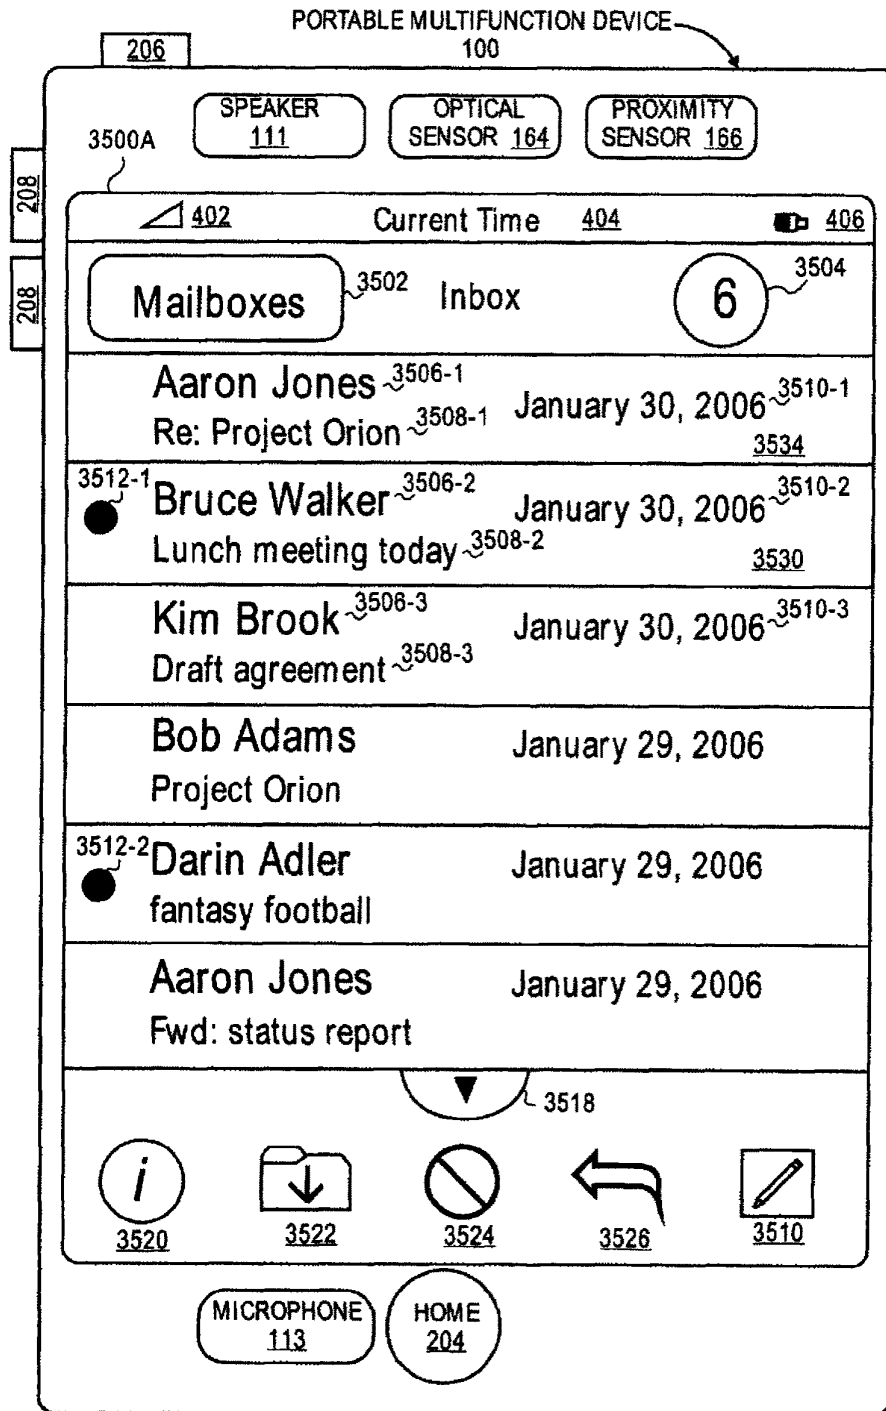 PORTABLE MULTIFUNCTION DEVICE
100
206
SPEAKER
111
OPTICAL
SENSOR 164
PROXIMITY
SENSOR 166
3500A
208
208
402 Current Time 404 406
Mailboxes 3502 Inbox 6 3504
Aaron Jones 3506-1 January 30, 2006 3510-1
Re: Project Orion 3508-1 3534
3512-1 Bruce Walker 3506-2 January 30, 2006 3510-2
Lunch meeting today 3508-2 3530
Kim Brook 3506-3 January 30, 2006 3510-3
Draft agreement 3508-3
Bob Adams January 29, 2006
Project Orion
3512-2 Darin Adler January 29, 2006
fantasy football
Aaron Jones January 29, 2006
Fwd: status report
3518
i
3520 3522 3524 3526 3510
MICROPHONE
113
HOME
204